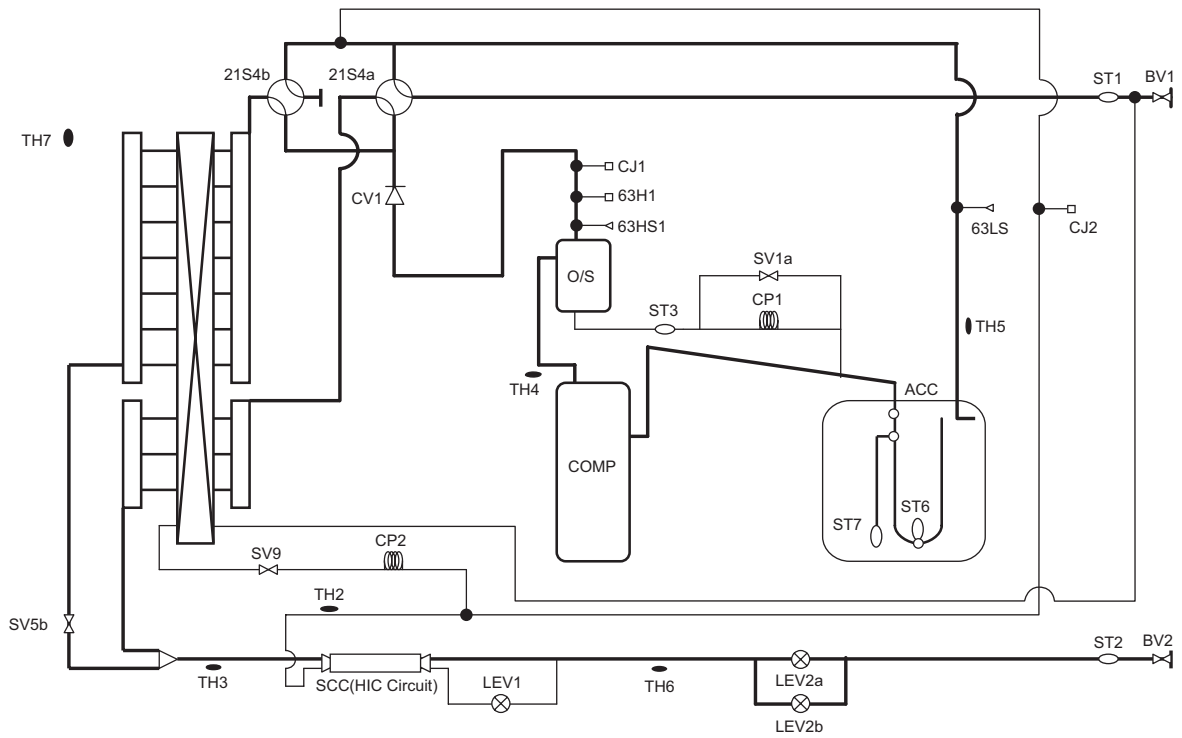 21S4b
21S4a
ST1
BV1
TH7
CJ1
CV1
63H1
63HS1
63LS
CJ2
O/S
SV1a
CP1
ST3
TH5
TH4
ACC
COMP
ST6
ST7
SV9
CP2
TH2
SV5b
ST2
BV2
TH3
SCC(HIC Circuit)
LEV1
TH6
LEV2a
LEV2b